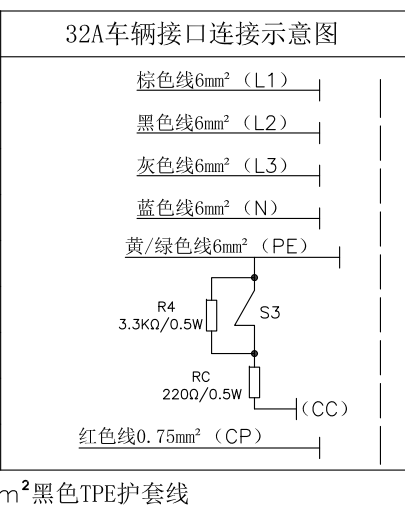 32A车辆接口连接示意图
棕色线6mm² （L1）
黑色线6mm² （L2）
灰色线6mm² （L3）
蓝色线6mm² （N）
黄/绿色线6mm² （PE）
R4
3.3KΩ/0.5W
S3
RC
220Ω/0.5W
(CC)
红色线0.75mm² （CP）
m²黑色TPE护套线